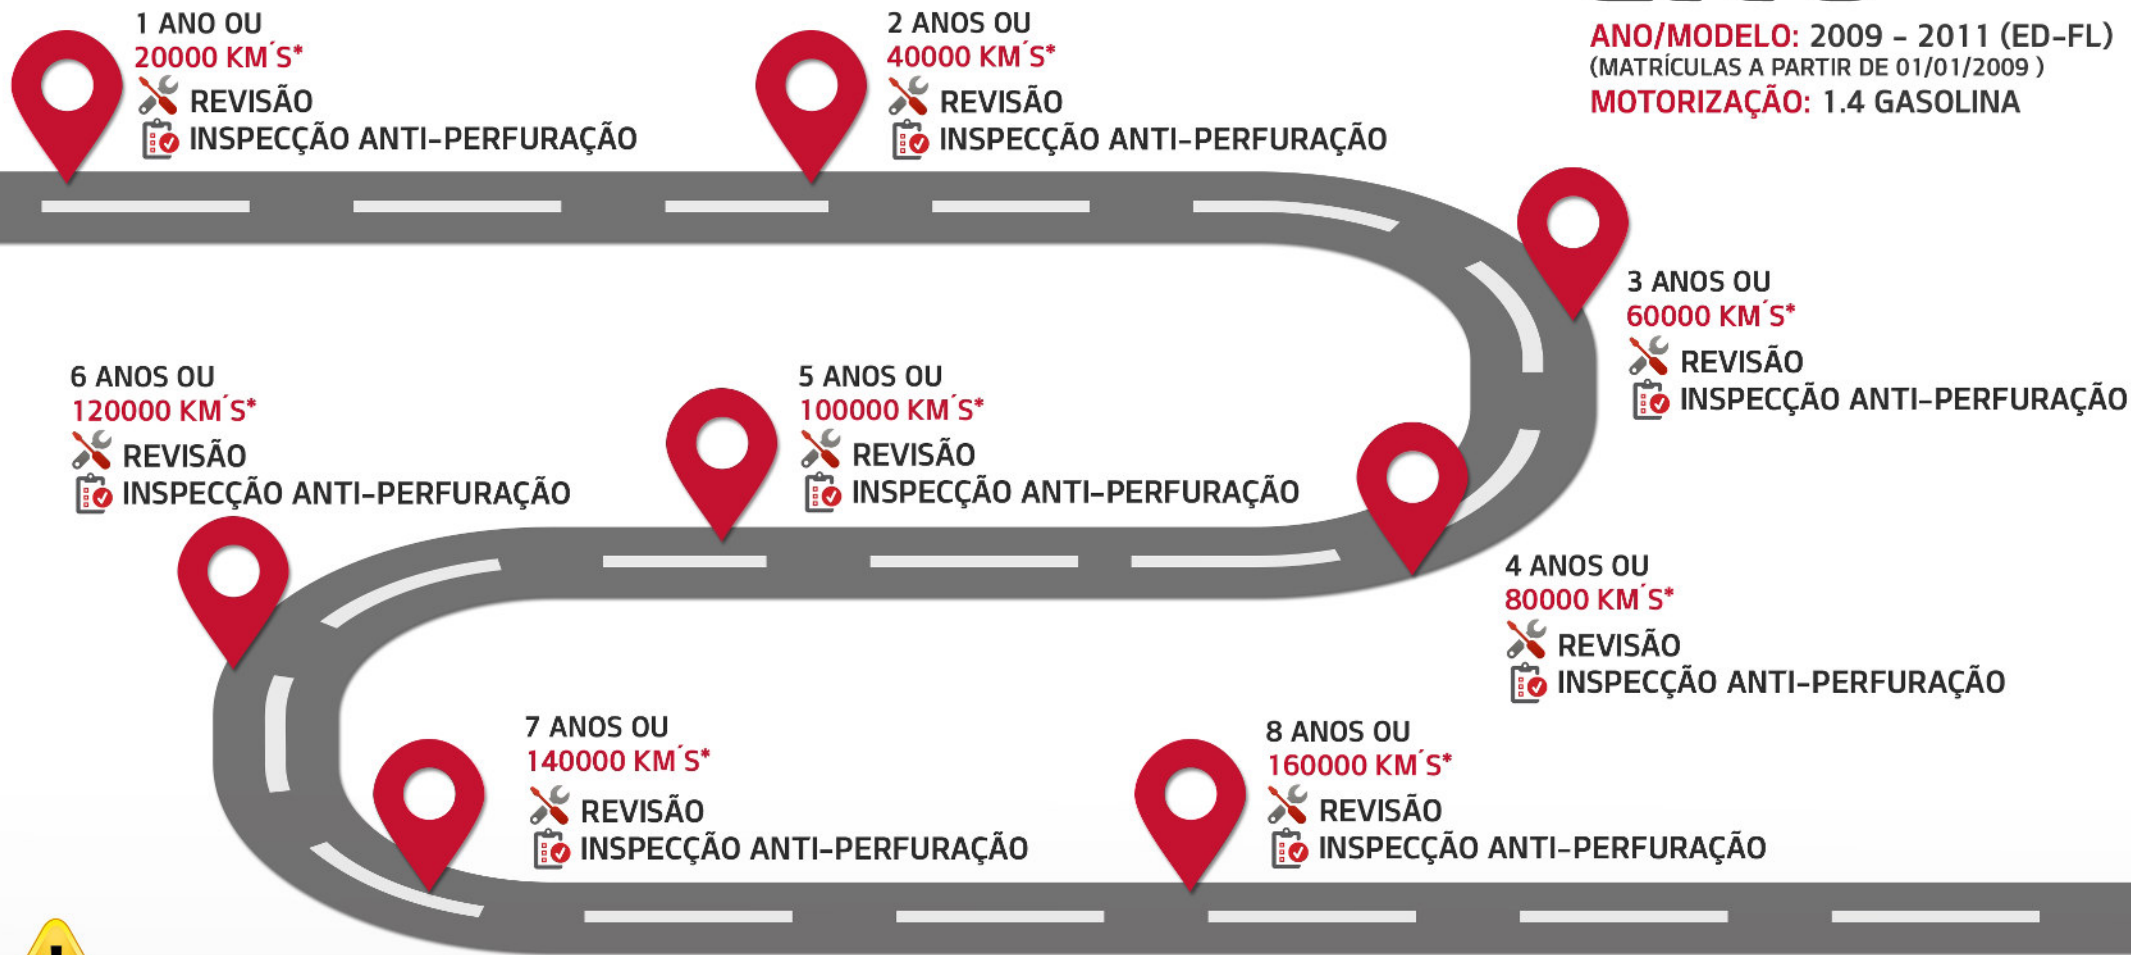 1 ANO OU
20000 KM´S*
REVISÃO
INSPECÇÃO ANTI-PERFURAÇÃO
2 ANOS OU
40000 KM´S*
REVISÃO
INSPECÇÃO ANTI-PERFURAÇÃO
ANO/MODELO: 2009 - 2011 (ED-FL)
(MATRÍCULAS A PARTIR DE 01/01/2009 )
MOTORIZAÇÃO: 1.4 GASOLINA
3 ANOS OU
60000 KM´S*
REVISÃO
INSPECÇÃO ANTI-PERFURAÇÃO
6 ANOS OU
120000 KM´S*
REVISÃO
INSPECÇÃO ANTI-PERFURAÇÃO
5 ANOS OU
100000 KM´S*
REVISÃO
INSPECÇÃO ANTI-PERFURAÇÃO
4 ANOS OU
80000 KM´S*
REVISÃO
INSPECÇÃO ANTI-PERFURAÇÃO
7 ANOS OU
140000 KM´S*
REVISÃO
INSPECÇÃO ANTI-PERFURAÇÃO
8 ANOS OU
160000 KM´S*
REVISÃO
INSPECÇÃO ANTI-PERFURAÇÃO